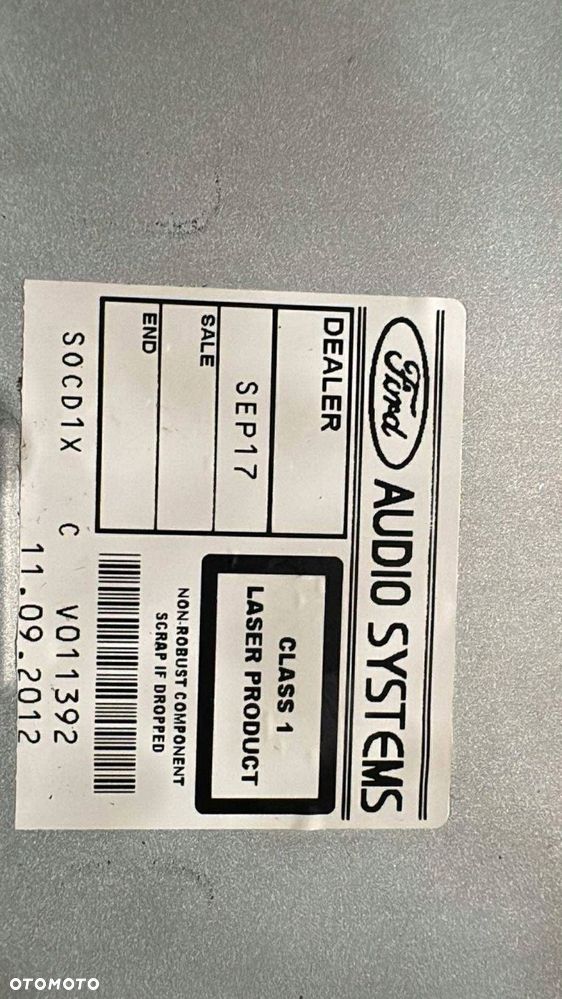 Ford AUDIO SYSTEMS
DEALER
SEP17
SALE
END
CLASS 1
LASER PRODUCT
NON-ROBUST COMPONENT
SCRAP IF DROPPED
SOCD1X C V011392
11.09.2012
OTOMOTO